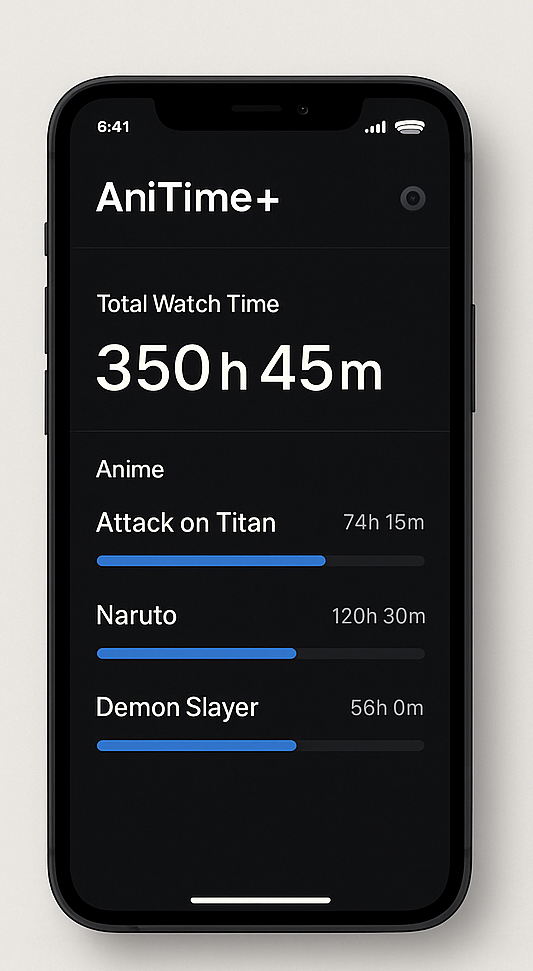 6:41
AniTime+
Total Watch Time
350h 45m
Anime
Attack on Titan 74h 15m
Naruto 120h 30m
Demon Slayer 56h 0m